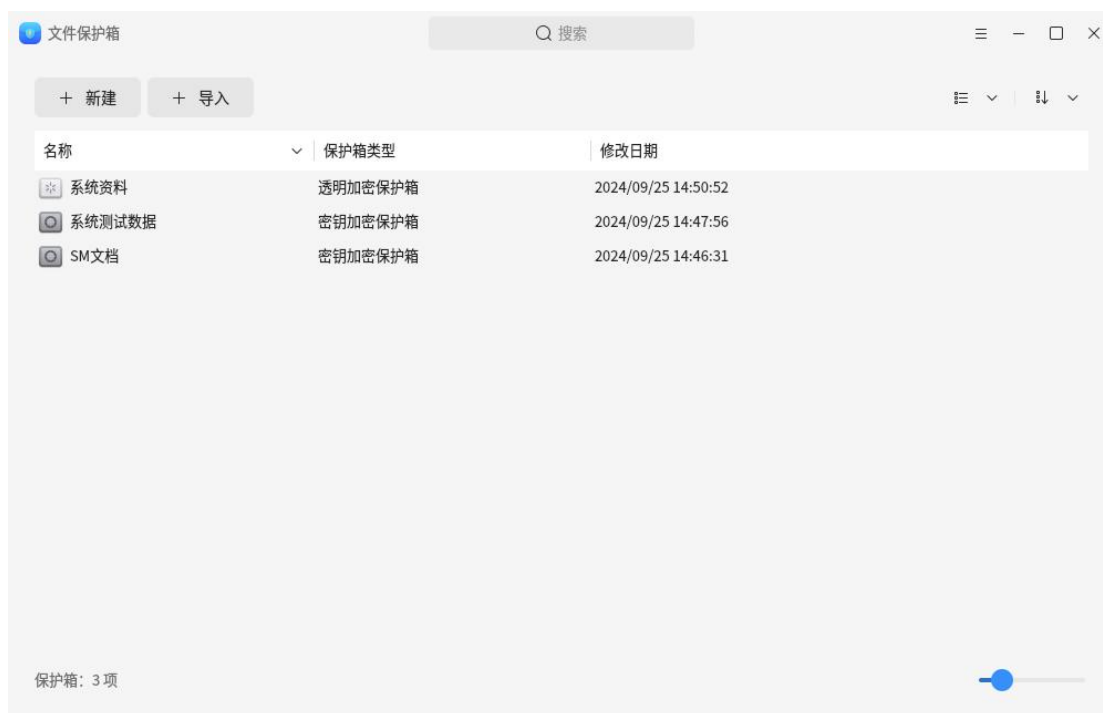 文件保护箱 搜索
+ 新建 + 导入
名称 保护箱类型 修改日期
系统资料 透明加密保护箱 2024/09/25 14:50:52
系统测试数据 密钥加密保护箱 2024/09/25 14:47:56
SM文档 密钥加密保护箱 2024/09/25 14:46:31
保护箱：3 项